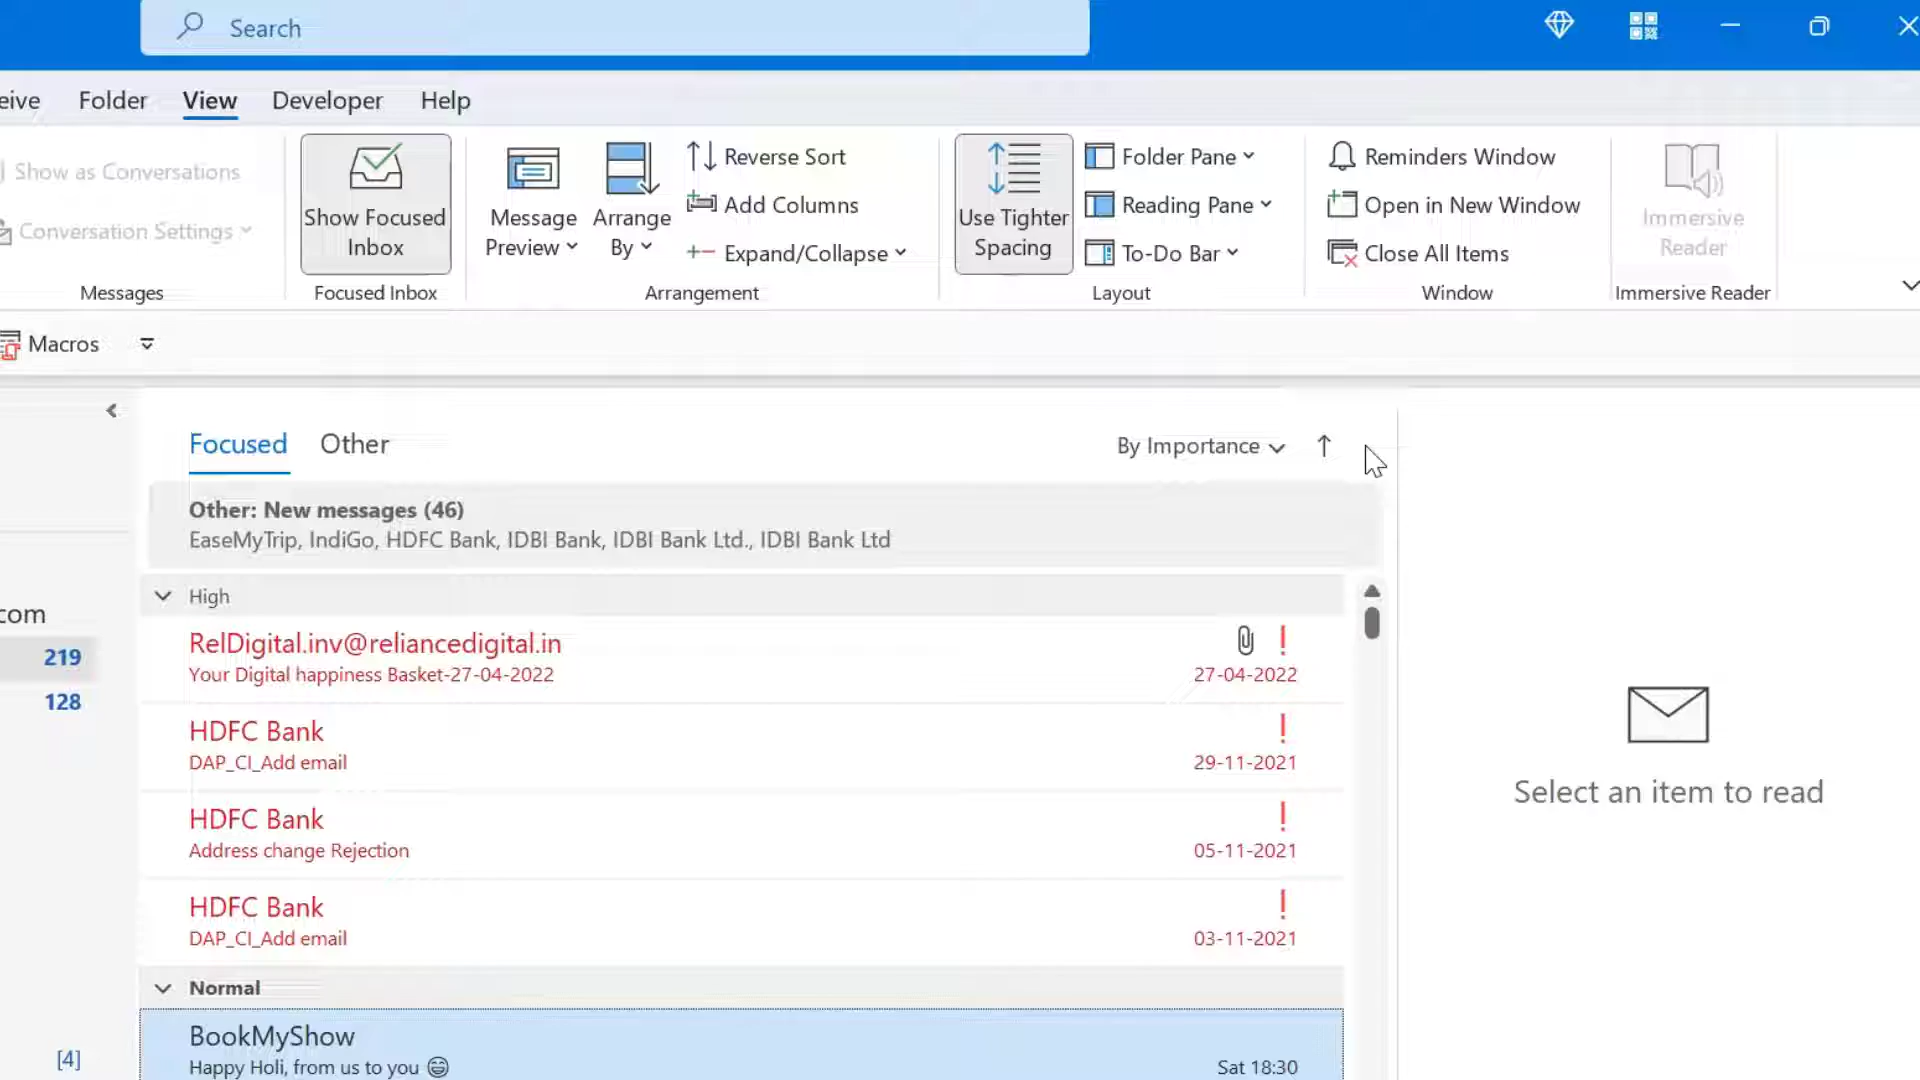 Search
eive Folder View Developer Help
Show as Conversations
Conversation Settings
Messages
Show Focused
Inbox
Focused Inbox
Message
Preview
Arrange
By
Reverse Sort
Add Columns
Expand/Collapse
Arrangement
Use Tighter
Spacing
Folder Pane
Reading Pane
To-Do Bar
Layout
Reminders Window
Open in New Window
Close All Items
Window
Immersive
Reader
Immersive Reader
Macros
Focused Other By Importance
Other: New messages (46)
EaseMyTrip, IndiGo, HDFC Bank, IDBI Bank, IDBI Bank Ltd., IDBI Bank Ltd
com
219
128
[4]
High
RelDigital.inv@reliancedigital.in
Your Digital happiness Basket-27-04-2022 27-04-2022
HDFC Bank
DAP_CI_Add email 29-11-2021
HDFC Bank
Address change Rejection 05-11-2021
HDFC Bank
DAP_CI_Add email 03-11-2021
Normal
BookMyShow
Happy Holi, from us to you 😄 Sat 18:30
Select an item to read